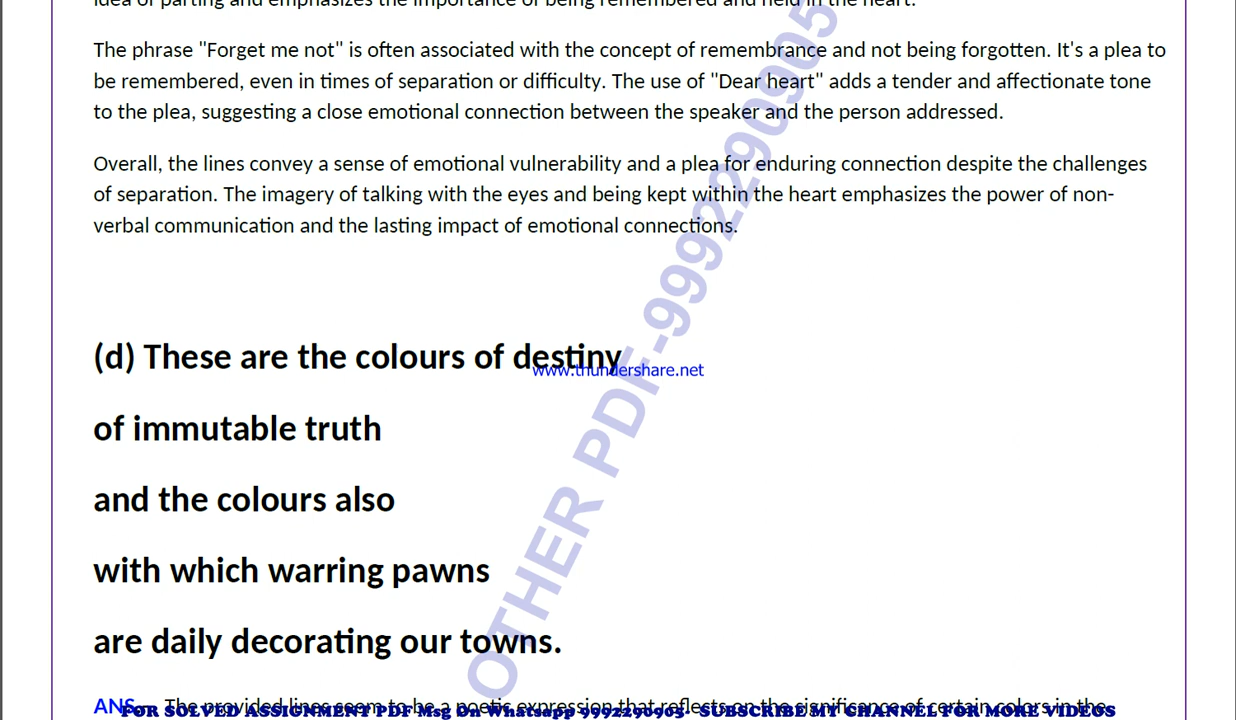 idea of parting and emphasizes the importance of being remembered and held in the heart.
The phrase "Forget me not" is often associated with the concept of remembrance and not being forgotten. It's a plea to
be remembered, even in times of separation or difficulty. The use of "Dear heart" adds a tender and affectionate tone
to the plea, suggesting a close emotional connection between the speaker and the person addressed.
Overall, the lines convey a sense of emotional vulnerability and a plea for enduring connection despite the challenges
of separation. The imagery of talking with the eyes and being kept within the heart emphasizes the power of non-
verbal communication and the lasting impact of emotional connections.
OTHER PDF-9992290905
(d) These are the colours of destiny
www.thundershare.net
of immutable truth
and the colours also
with which warring pawns
are daily decorating our towns.
ANS The provided lines seem to be a poetic expression that reflects on the significance of certain colors in the
FOR SOLVED ASSIGNMENT PDF Msg On Whatsapp 9992290905- SUBSCRIBE MY CHANNEL FOR MORE VIDEOS